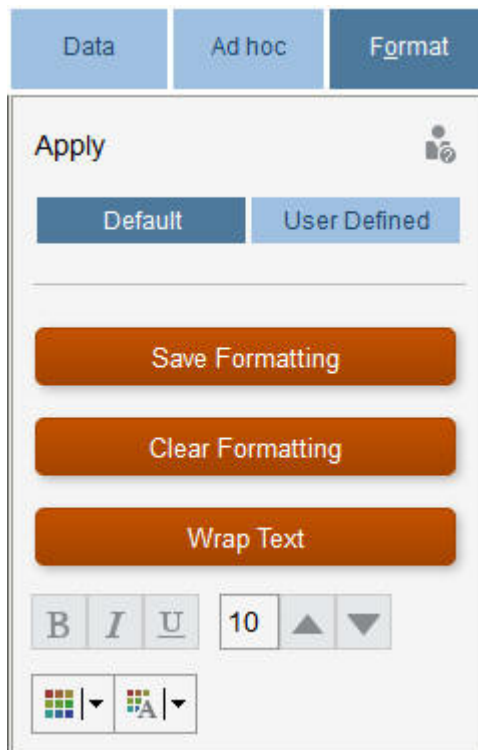 Data Ad hoc Format
Apply
Default User Defined
Save Formatting
Clear Formatting
Wrap Text
B I U 10
A